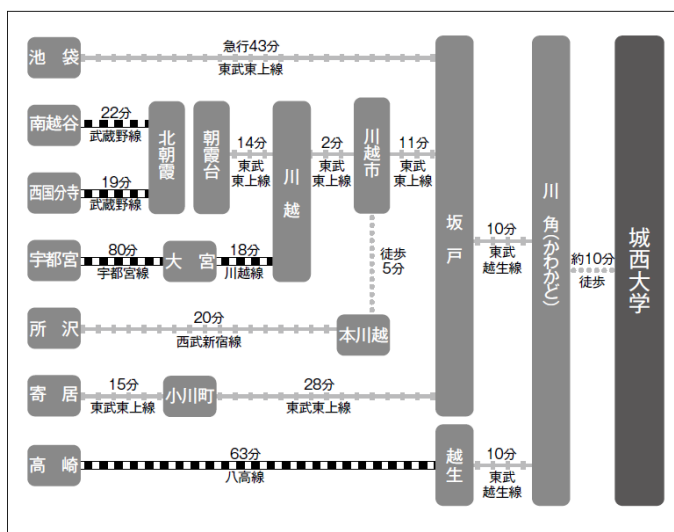 池袋
急行43分
東武東上線
南越谷
22分
武蔵野線
西国分寺
19分
武蔵野線
北朝霞
朝霞台
14分
東武
東上線
川越
2分
東武
東上線
川越市
11分
東武
東上線
宇都宮
80分
宇都宮線
大宮
18分
川越線
徒歩
5分
所沢
20分
西武新宿線
本川越
寄居
15分
東武東上線
小川町
28分
東武東上線
坂戸
10分
東武
越生線
高崎
63分
八高線
越生
10分
東武
越生線
川角(かわかど)
約10分
徒歩
城西大学